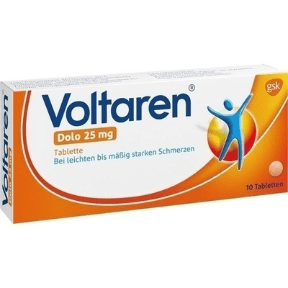 Voltaren®
gsk
Dolo 25 mg
Tablette
Bei leichten bis mäßig starken Schmerzen
10 Tabletten